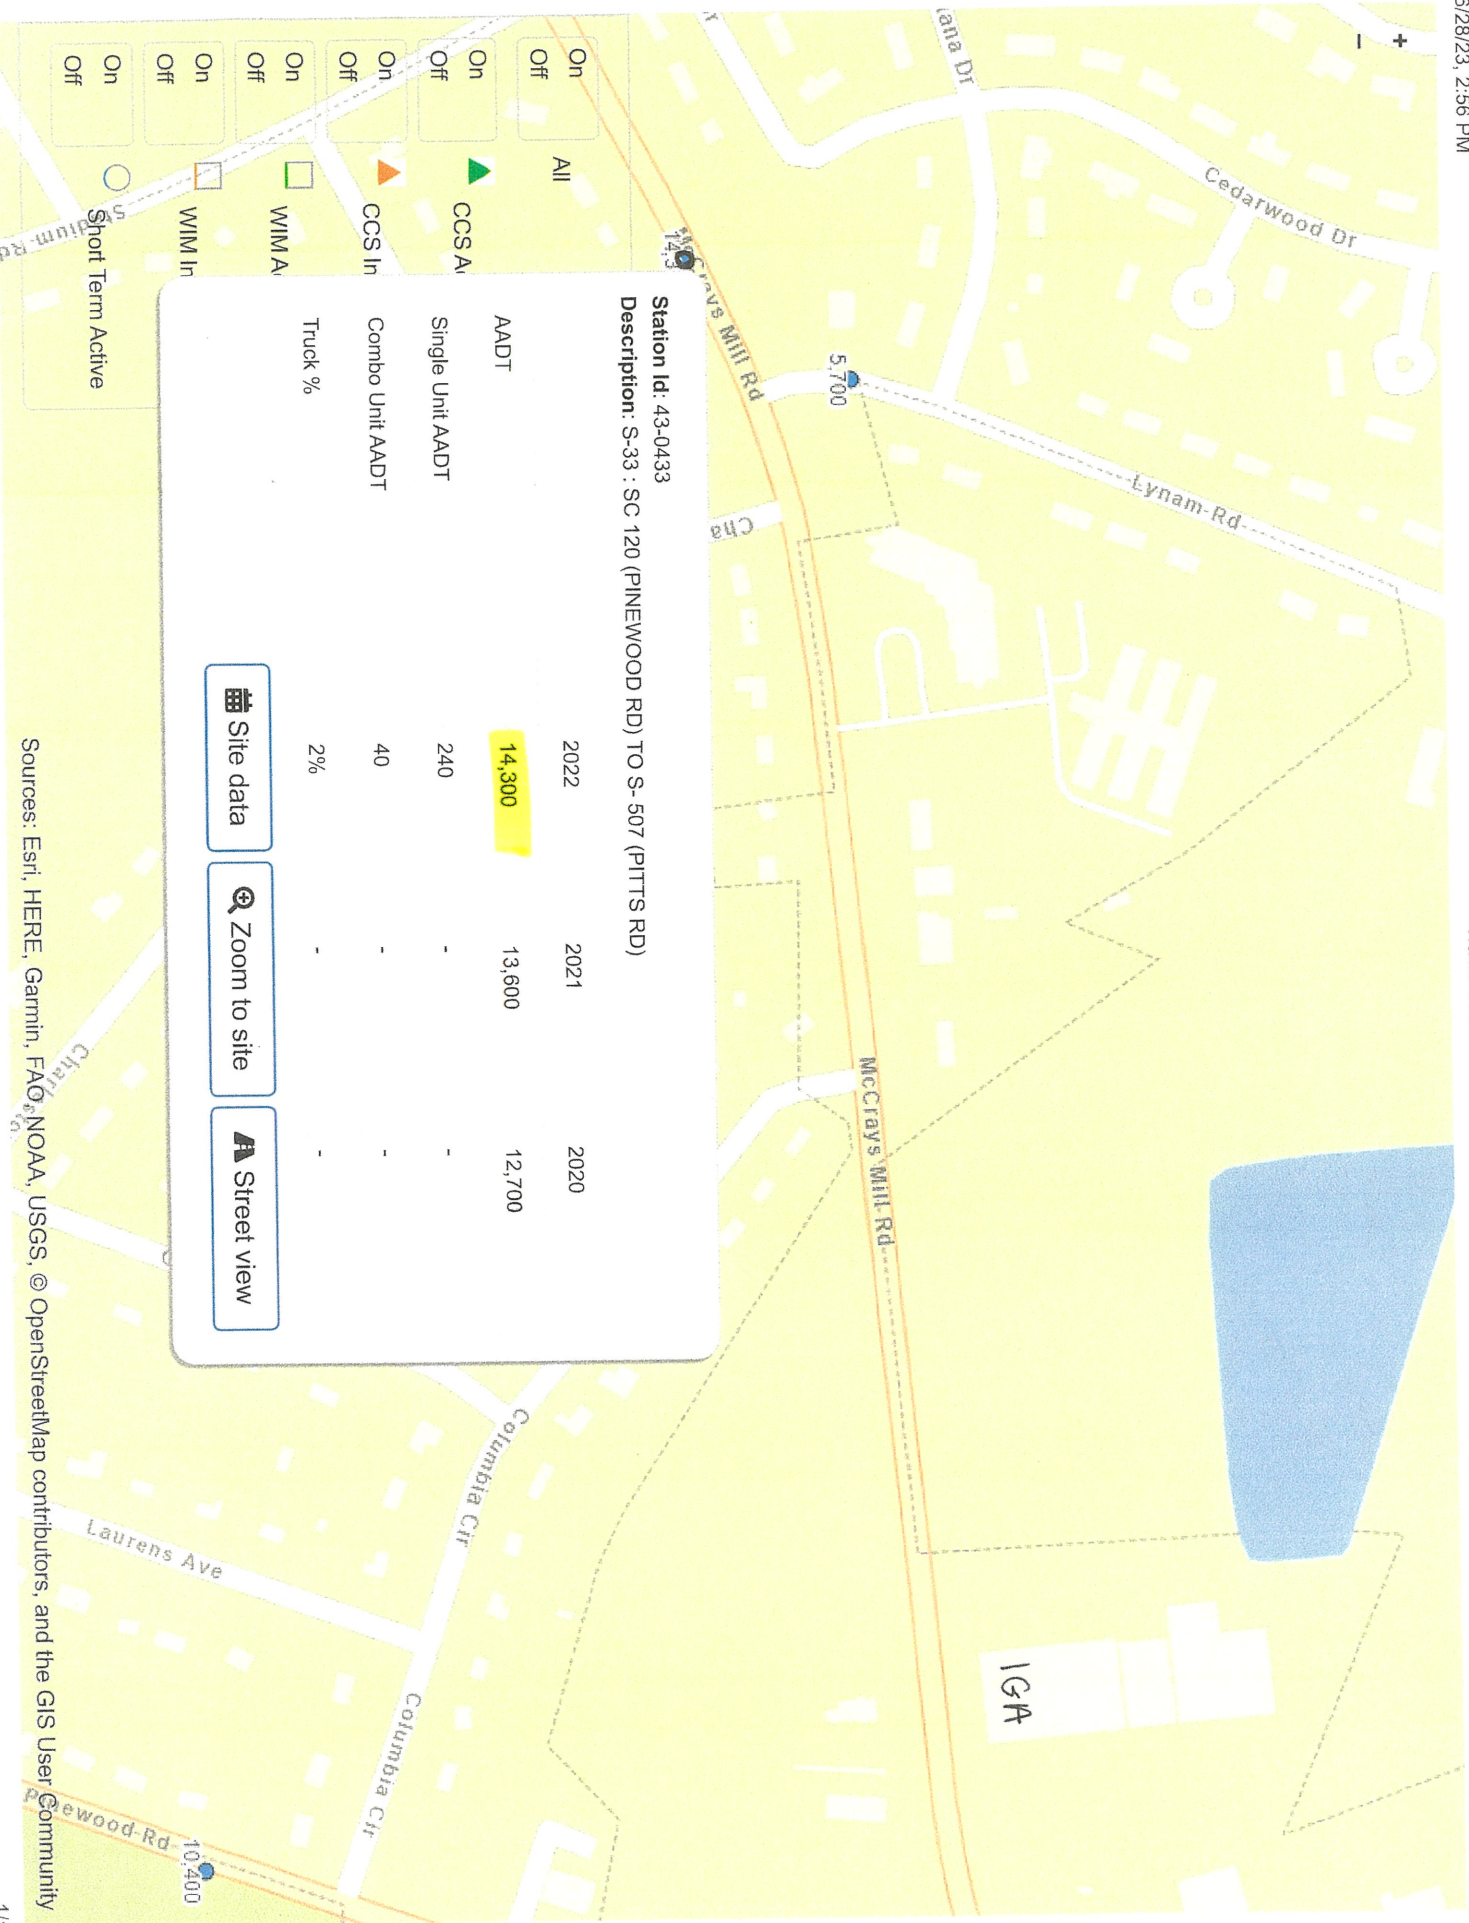 6/28/23, 2:56 PM
+
−
Cedarwood Dr
Lynam Rd
5,700
McCrays Mill Rd
14,3
McCrays Mill Rd
IGA
Station Id: 43-0433
Description: S-33 : SC 120 (PINEWOOD RD) TO S- 507 (PITTS RD)
2022 2021 2020
AADT 14,300 13,600 12,700
Single Unit AADT 240 - -
Combo Unit AADT 40 - -
Truck % 2% - -
Site data Zoom to site Street view
On
Off
All
On
Off
CCS A
On
Off
CCS In
On
Off
WIM A
On
Off
WIM In
On
Off
Short Term Active
Stadium Rd
Cha
Columbia Cir
Laurens Ave
Columbia Cir
Pinewood Rd
10,400
Sources: Esri, HERE, Garmin, FAO, NOAA, USGS, © OpenStreetMap contributors, and the GIS User Community